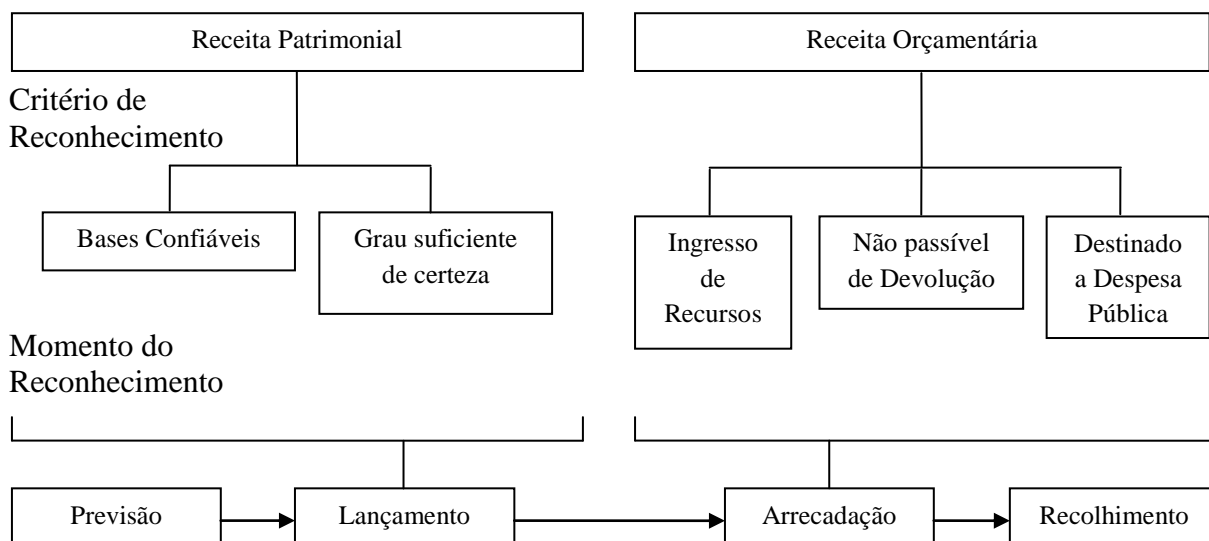 Receita Patrimonial
Receita Orçamentária
Critério de
Reconhecimento
Bases Confiáveis
Grau suficiente
de certeza
Ingresso
de
Recursos
Não passível
de Devolução
Destinado
a Despesa
Pública
Momento do
Reconhecimento
Previsão
Lançamento
Arrecadação
Recolhimento